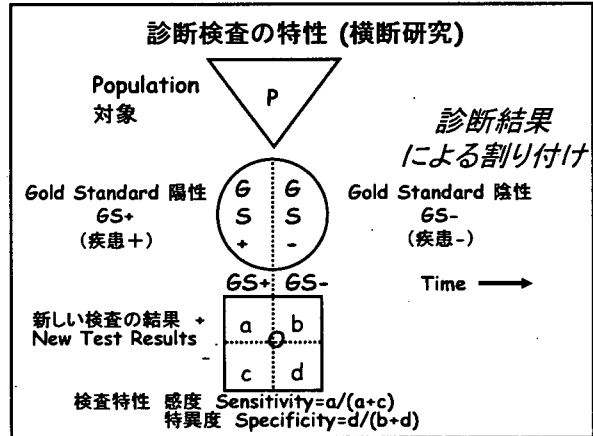 診断検査の特性 (横断研究)
Population
対象
P
診断結果
による割り付け
Gold Standard 陽性
GS+
(疾患+)
G G
S S
+ -
Gold Standard 陰性
GS-
(疾患-)
GS+ GS-
Time
新しい検査の結果 +
New Test Results
-
a b
O
c d
検査特性 感度 Sensitivity=a/(a+c)
特異度 Specificity=d/(b+d)